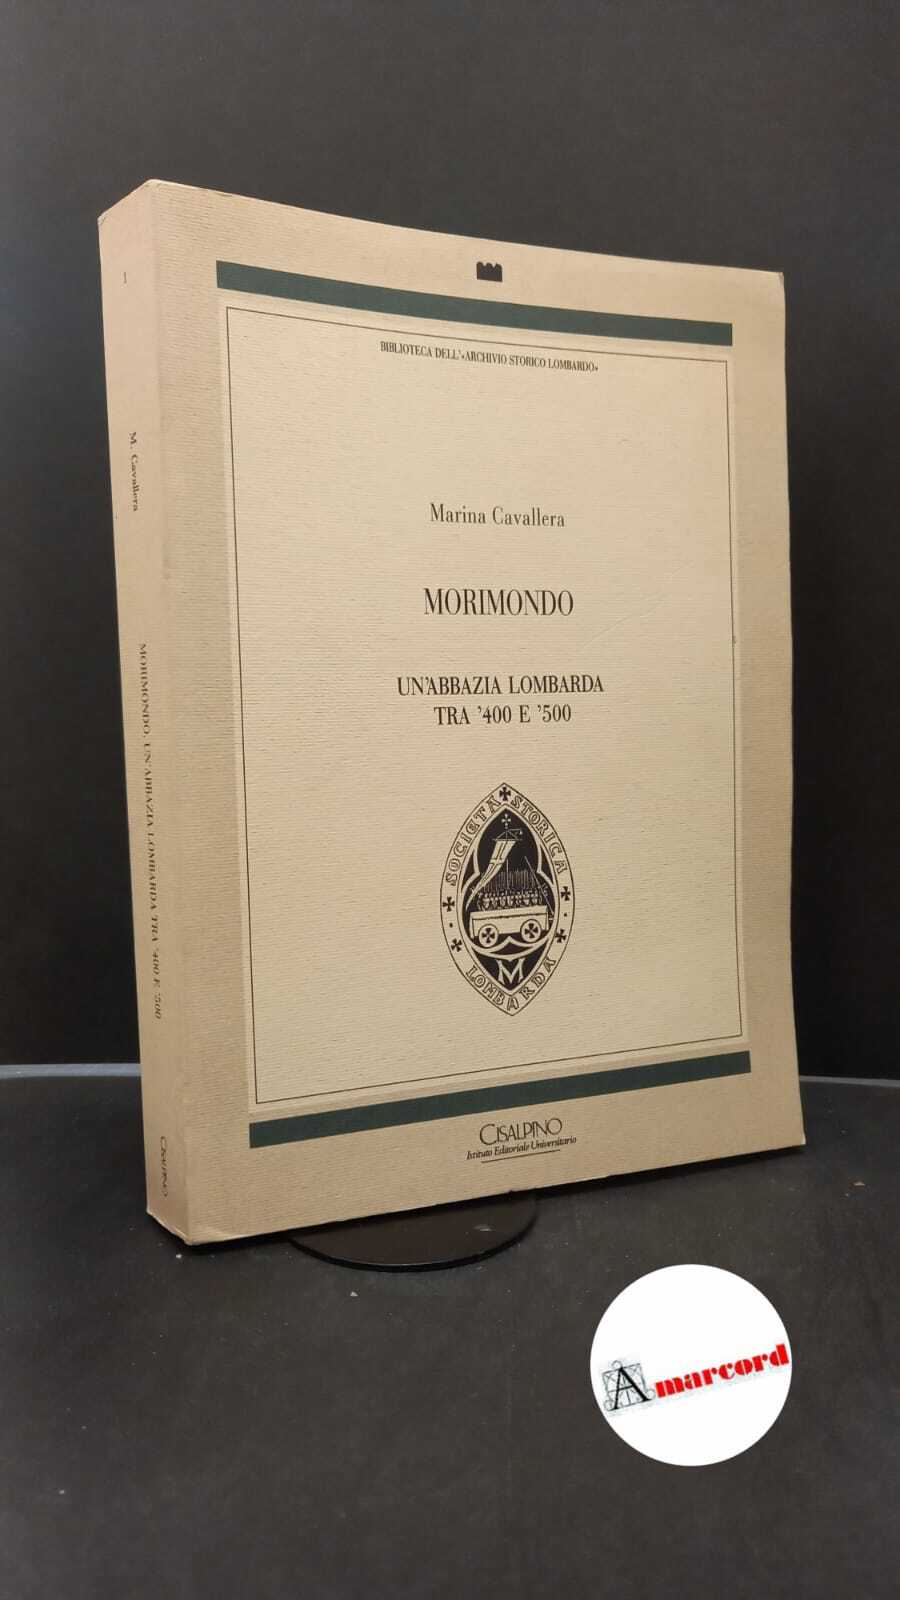 1
M. Cavallera
MORIMONDO. UN'ABBAZIA LOMBARDA TRA '400 E '500
CISALPINO
BIBLIOTECA DELL'«ARCHIVIO STORICO LOMBARDO»
Marina Cavallera
MORIMONDO
UN'ABBAZIA LOMBARDA
TRA '400 E '500
SOCIETÀ STORICA
LOMBARDA
M
CISALPINO
Istituto Editoriale Universitario
Amarcord